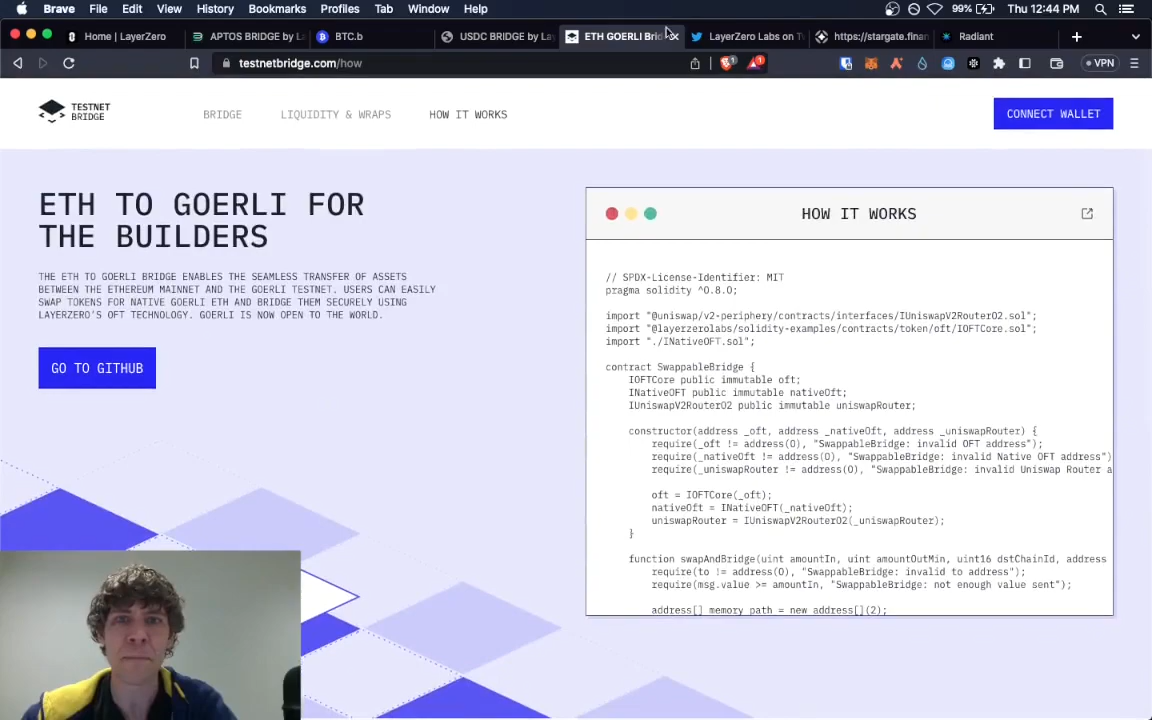 Brave File Edit View History Bookmarks Profiles Tab Window Help 99% Thu 12:44 PM
Home | LayerZero APTOS BRIDGE by La BTC.b USDC BRIDGE by Lay ETH GOERLI Bri LayerZero Labs on Tw https://stargate.finan Radiant
testnetbridge.com/how 1 1 VPN
TESTNET
BRIDGE
BRIDGE LIQUIDITY & WRAPS HOW IT WORKS CONNECT WALLET
ETH TO GOERLI FOR
THE BUILDERS
THE ETH TO GOERLI BRIDGE ENABLES THE SEAMLESS TRANSFER OF ASSETS
BETWEEN THE ETHEREUM MAINNET AND THE GOERLI TESTNET. USERS CAN EASILY
SWAP TOKENS FOR NATIVE GOERLI ETH AND BRIDGE THEM SECURELY USING
LAYERZERO'S OFT TECHNOLOGY. GOERLI IS NOW OPEN TO THE WORLD.
GO TO GITHUB
HOW IT WORKS
// SPDX-License-Identifier: MIT
pragma solidity ^0.8.0;
import "@uniswap/v2-periphery/contracts/interfaces/IUniswapV2Router02.sol";
import "@layerzerolabs/solidity-examples/contracts/token/oft/IOFTCore.sol";
import "./INativeOFT.sol";
contract SwappableBridge {
IOFTCore public immutable oft;
INativeOFT public immutable nativeOft;
IUniswapV2Router02 public immutable uniswapRouter;
constructor(address _oft, address _nativeOft, address _uniswapRouter) {
require(_oft != address(0), "SwappableBridge: invalid OFT address");
require(_nativeOft != address(0), "SwappableBridge: invalid Native OFT address")
require(_uniswapRouter != address(0), "SwappableBridge: invalid Uniswap Router a
oft = IOFTCore(_oft);
nativeOft = INativeOFT(_nativeOft);
uniswapRouter = IUniswapV2Router02(_uniswapRouter);
}
function swapAndBridge(uint amountIn, uint amountOutMin, uint16 dstChainId, address
require(to != address(0), "SwappableBridge: invalid to address");
require(msg.value >= amountIn, "SwappableBridge: not enough value sent");
address[] memory path = new address[](2);